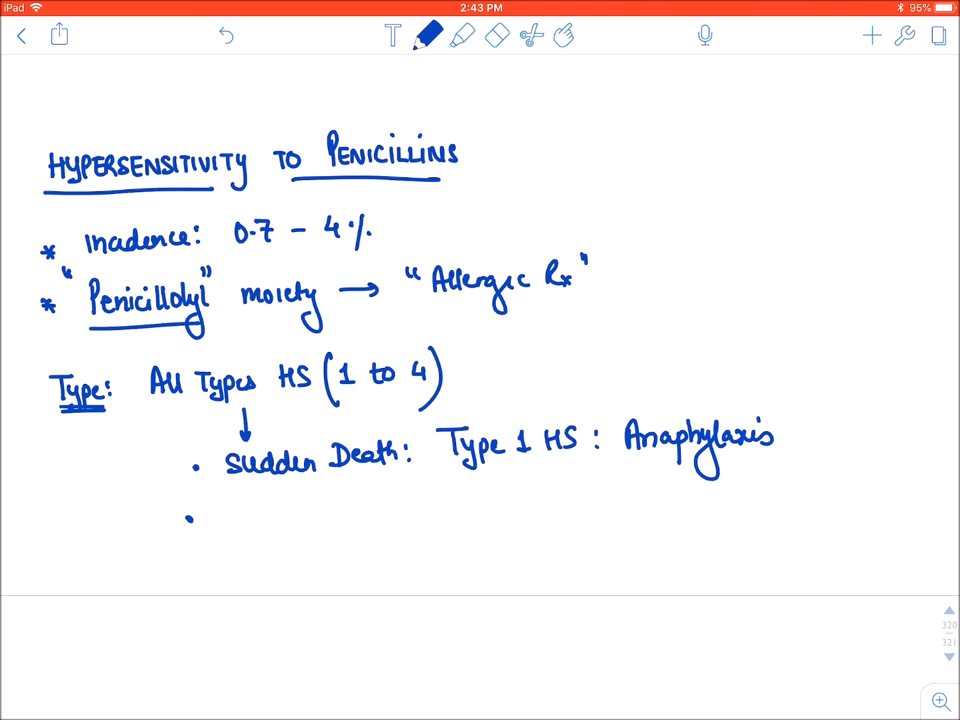 iPad 2:43 PM 95%
T
HYPERSENSITIVITY TO PENICILLINS
* Incidence: 0.7 - 4%
* "Penicilloyl" moiety → "Allergic Rx"
Type: All Types HS (1 to 4)
↓
• Sudden Death: Type 1 HS: Anaphylaxis
•
320
321